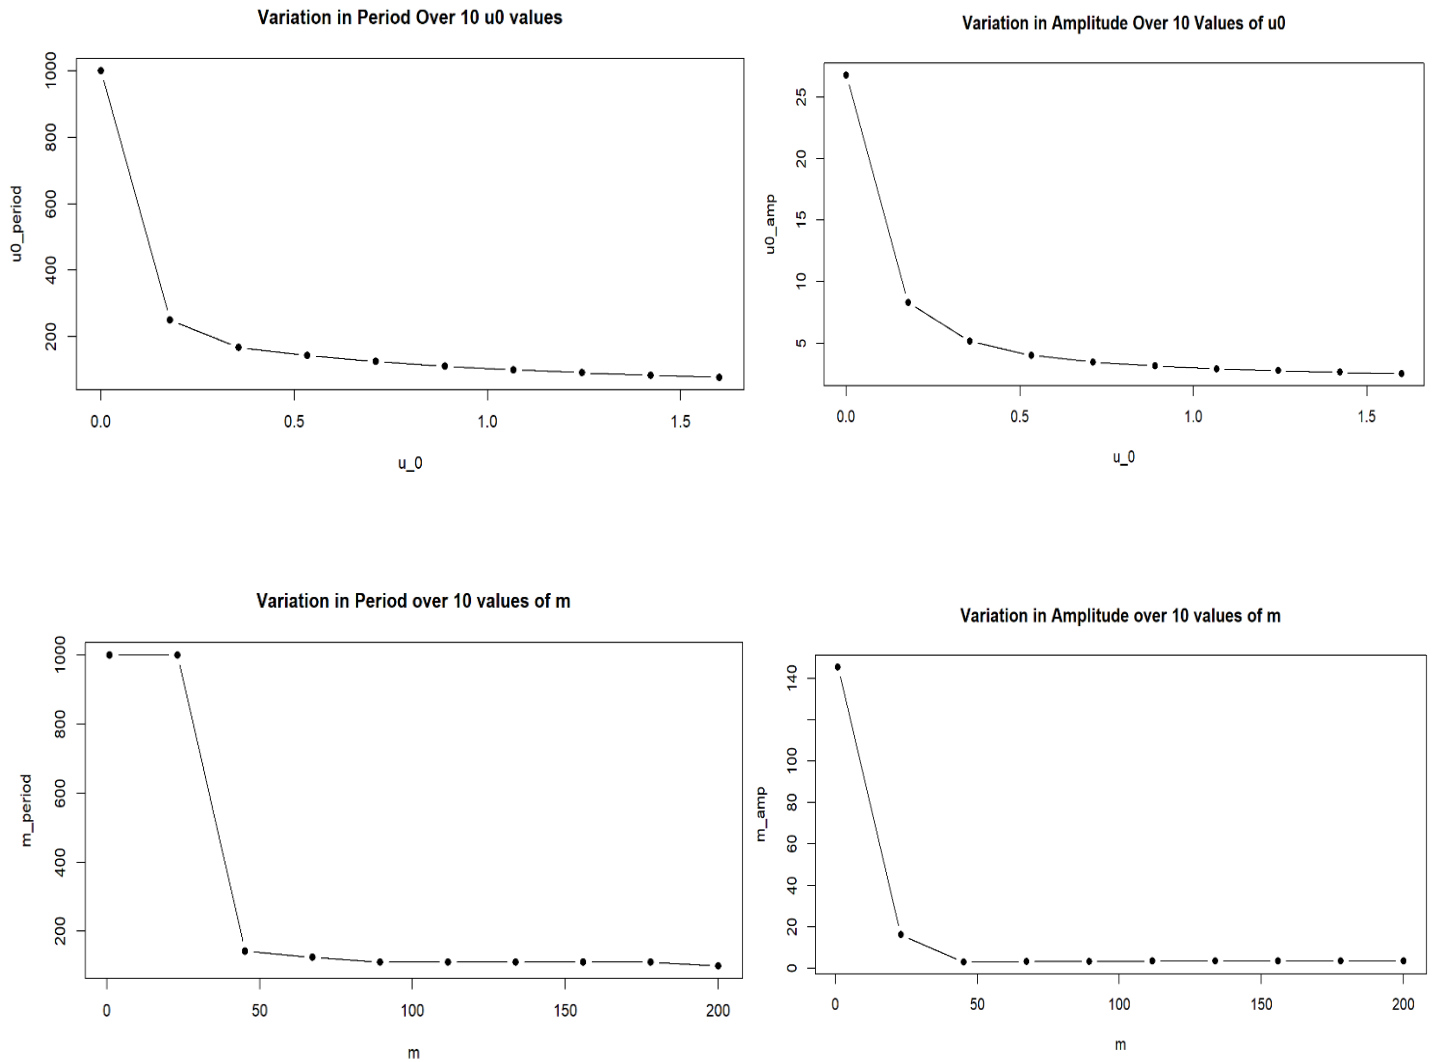 Variation in Period Over 10 u0 values
u0_period
200
400
600
800
1000
0.0 0.5 1.0 1.5
u_0
Variation in Amplitude Over 10 Values of u0
u0_amp
5
10
15
20
25
0.0 0.5 1.0 1.5
u_0
Variation in Period over 10 values of m
m_period
200
400
600
800
1000
0 50 100 150 200
m
Variation in Amplitude over 10 values of m
m_amp
0
20
40
60
80
100
140
0 50 100 150 200
m